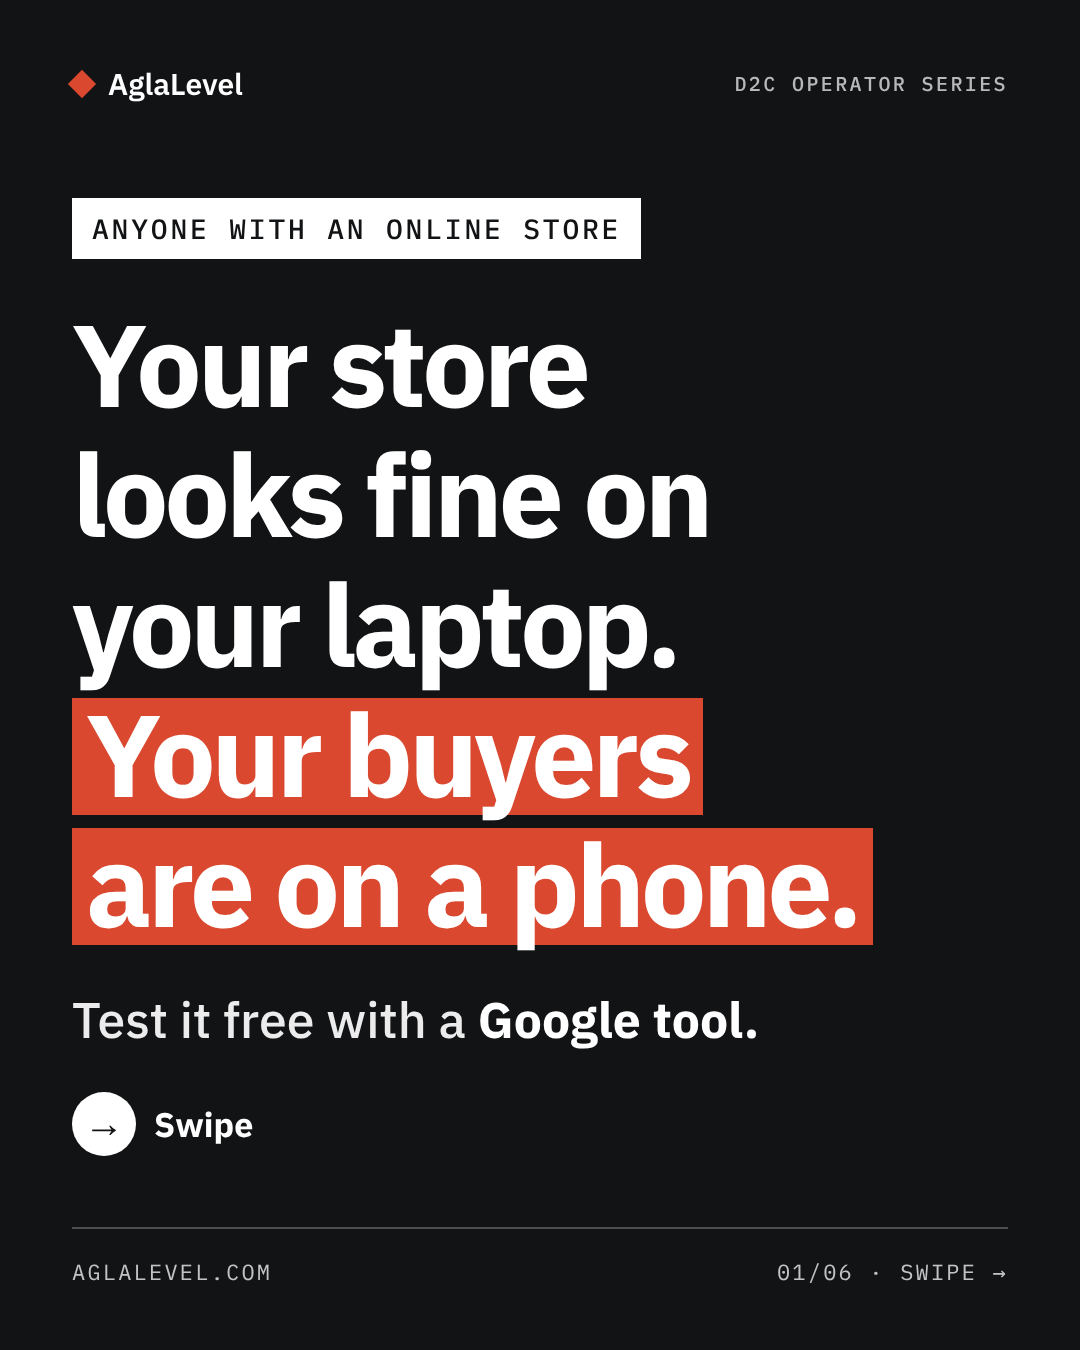 AglaLevel
D2C OPERATOR SERIES
ANYONE WITH AN ONLINE STORE
Your store
looks fine on
your laptop.
Your buyers
are on a phone.
Test it free with a Google tool.
→ Swipe
AGLALEVEL.COM
01/06 · SWIPE →